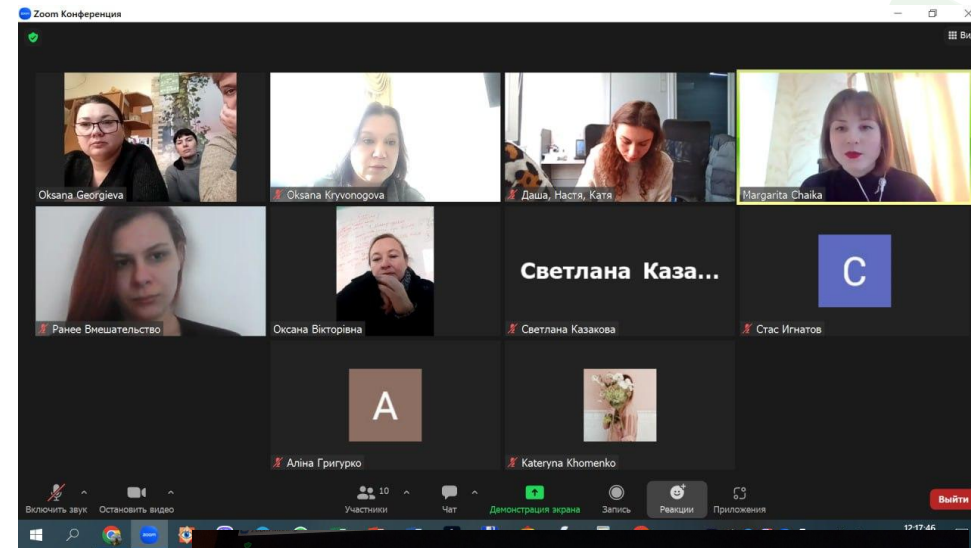 Zoom Конференция
Ви
Oksana Georgieva
Oksana Kryvonogova
Даша, Настя, Катя
Margarita Chaika
Ранее Вмешательство
Оксана Вікторівна
Светлана Каза...
Светлана Казакова
С
Стас Игнатов
А
Аліна Григурко
Kateryna Khomenko
Включить звук
Остановить видео
10
Участники
Чат
Демонстрация экрана
Запись
Реакции
Приложения
Выйти
12:17:46